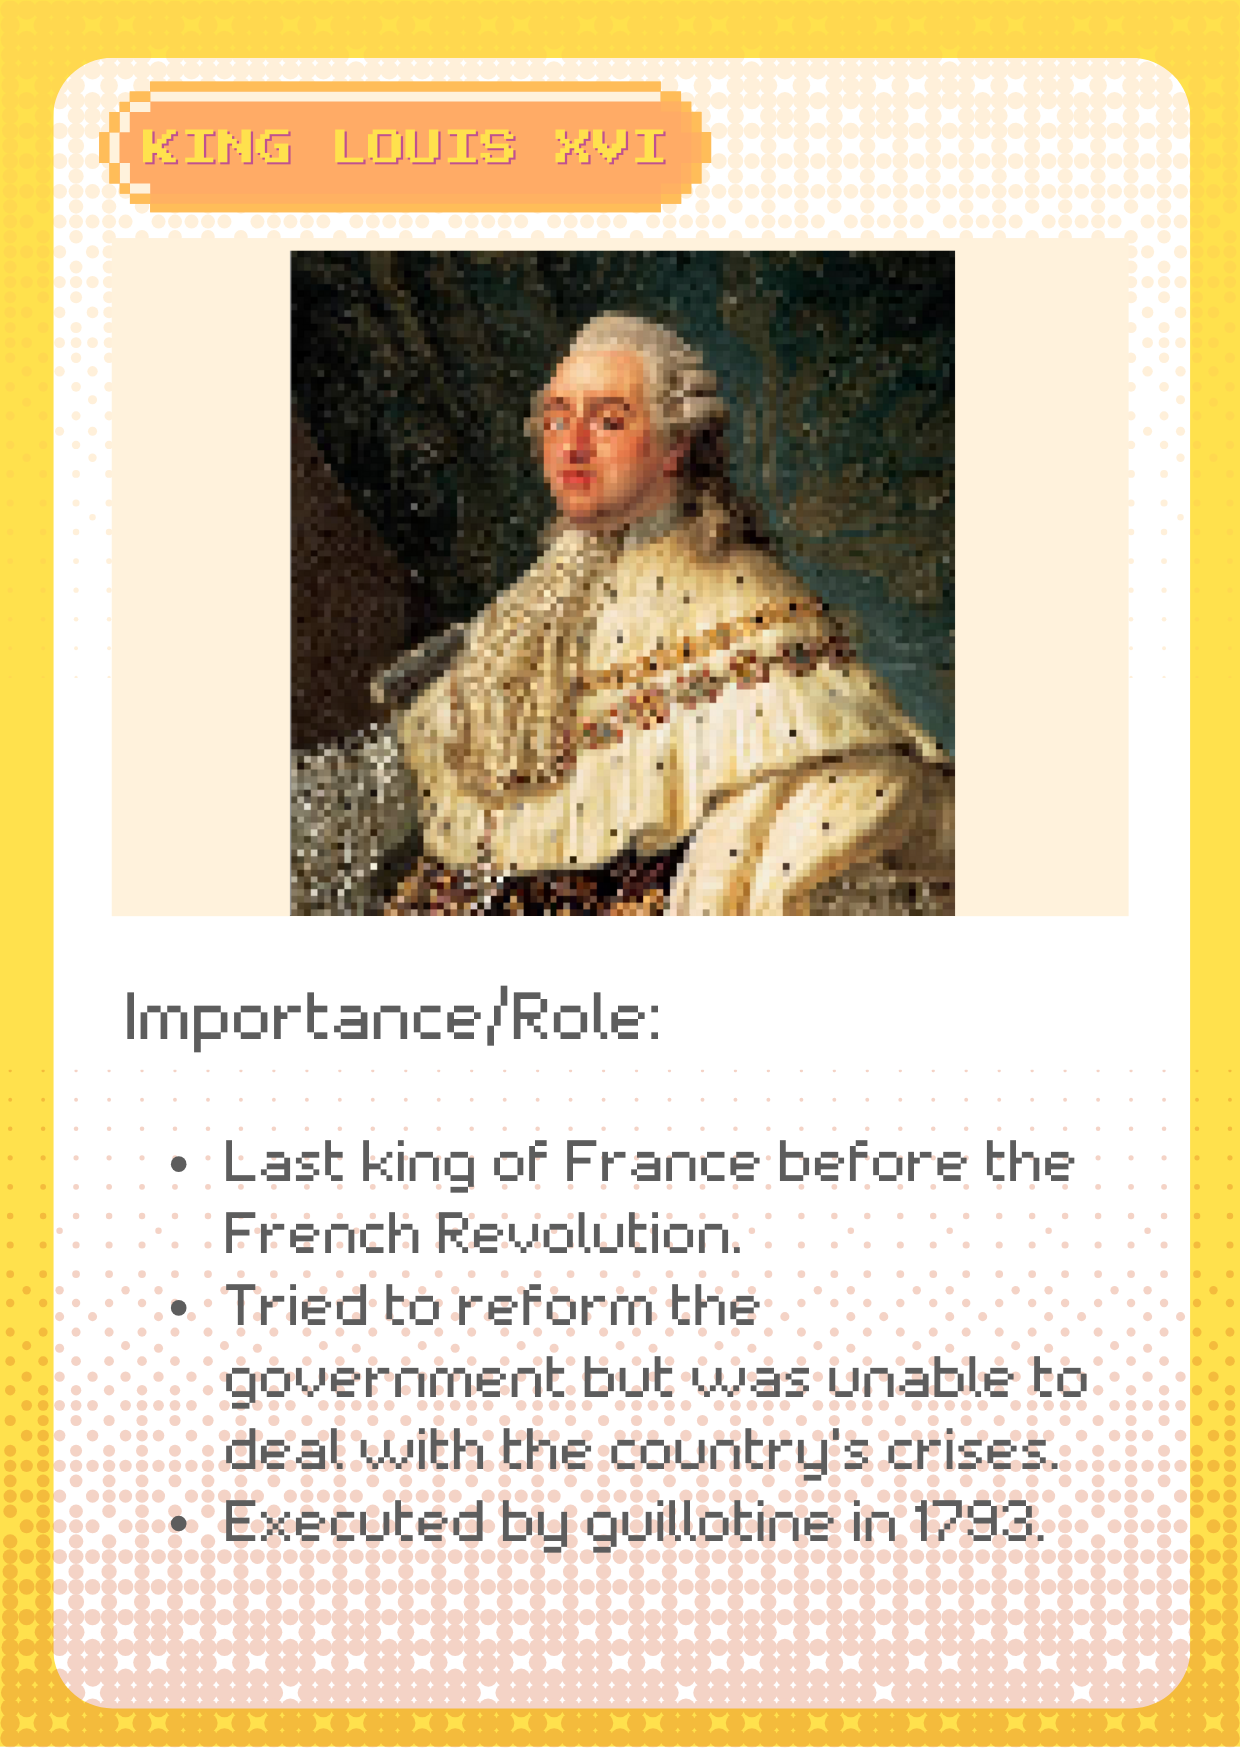 KING LOUIS XVI
Importance/Role:
• Last king of France before the
French Revolution.
• Tried to reform the
government but was unable to
deal with the country's crises.
• Executed by guillotine in 1793.